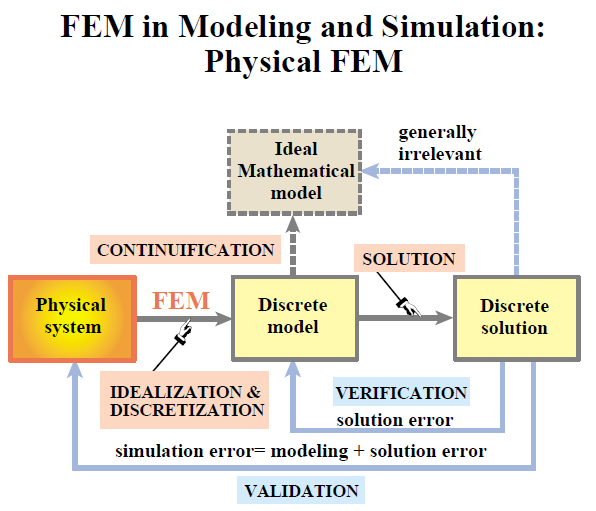 FEM in Modeling and Simulation:
Physical FEM
generally
irrelevant
Ideal
Mathematical
model
CONTINUIFICATION
SOLUTION
Physical
system
FEM
Discrete
model
Discrete
solution
IDEALIZATION &
DISCRETIZATION
VERIFICATION
solution error
simulation error= modeling + solution error
VALIDATION